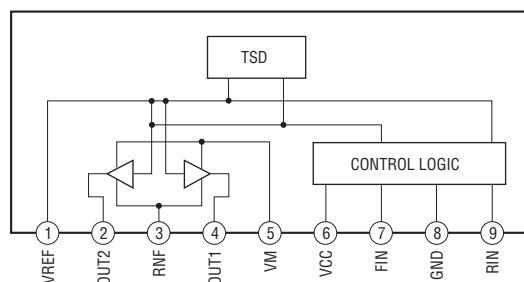 TSD
CONTROL LOGIC
1
2
3
4
5
6
7
8
9
VREF
OUT2
RNF
OUT1
VM
VCC
FIN
GND
RIN